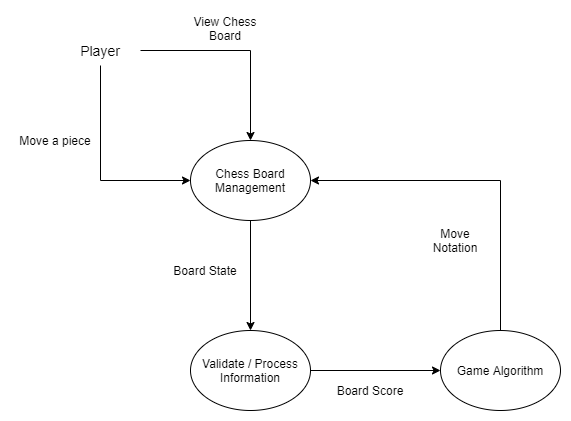 View Chess
Board
Player
Move a piece
Chess Board
Management
Move
Notation
Board State
Validate / Process
Information
Game Algorithm
Board Score